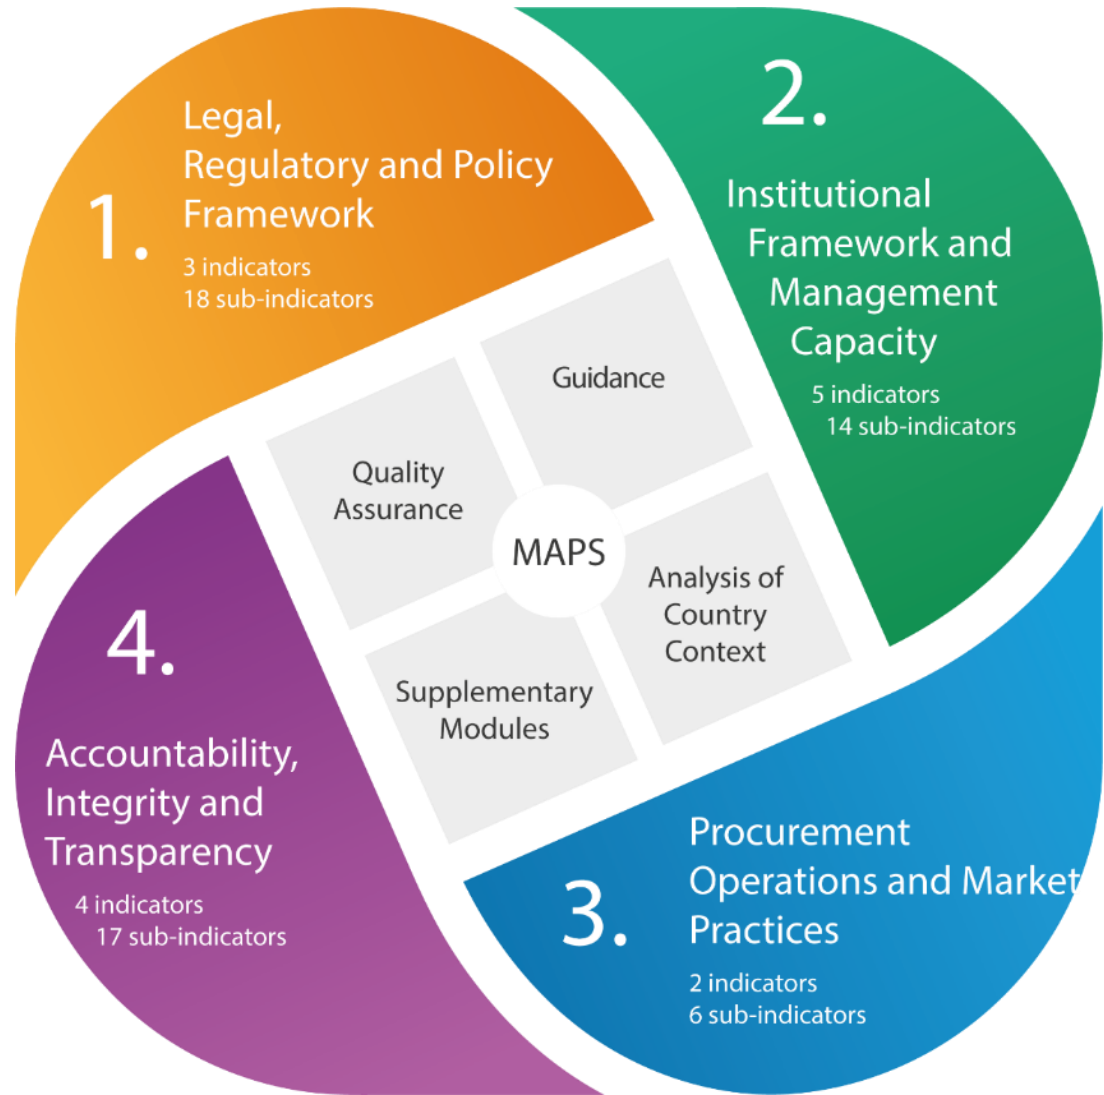 1.
Legal,
Regulatory and Policy
Framework
3 indicators
18 sub-indicators
2.
Institutional
Framework and
Management
Capacity
5 indicators
14 sub-indicators
Guidance
Quality
Assurance
MAPS
Analysis of
Country
Context
Supplementary
Modules
3.
Procurement
Operations and Market
Practices
2 indicators
6 sub-indicators
4.
Accountability,
Integrity and
Transparency
4 indicators
17 sub-indicators